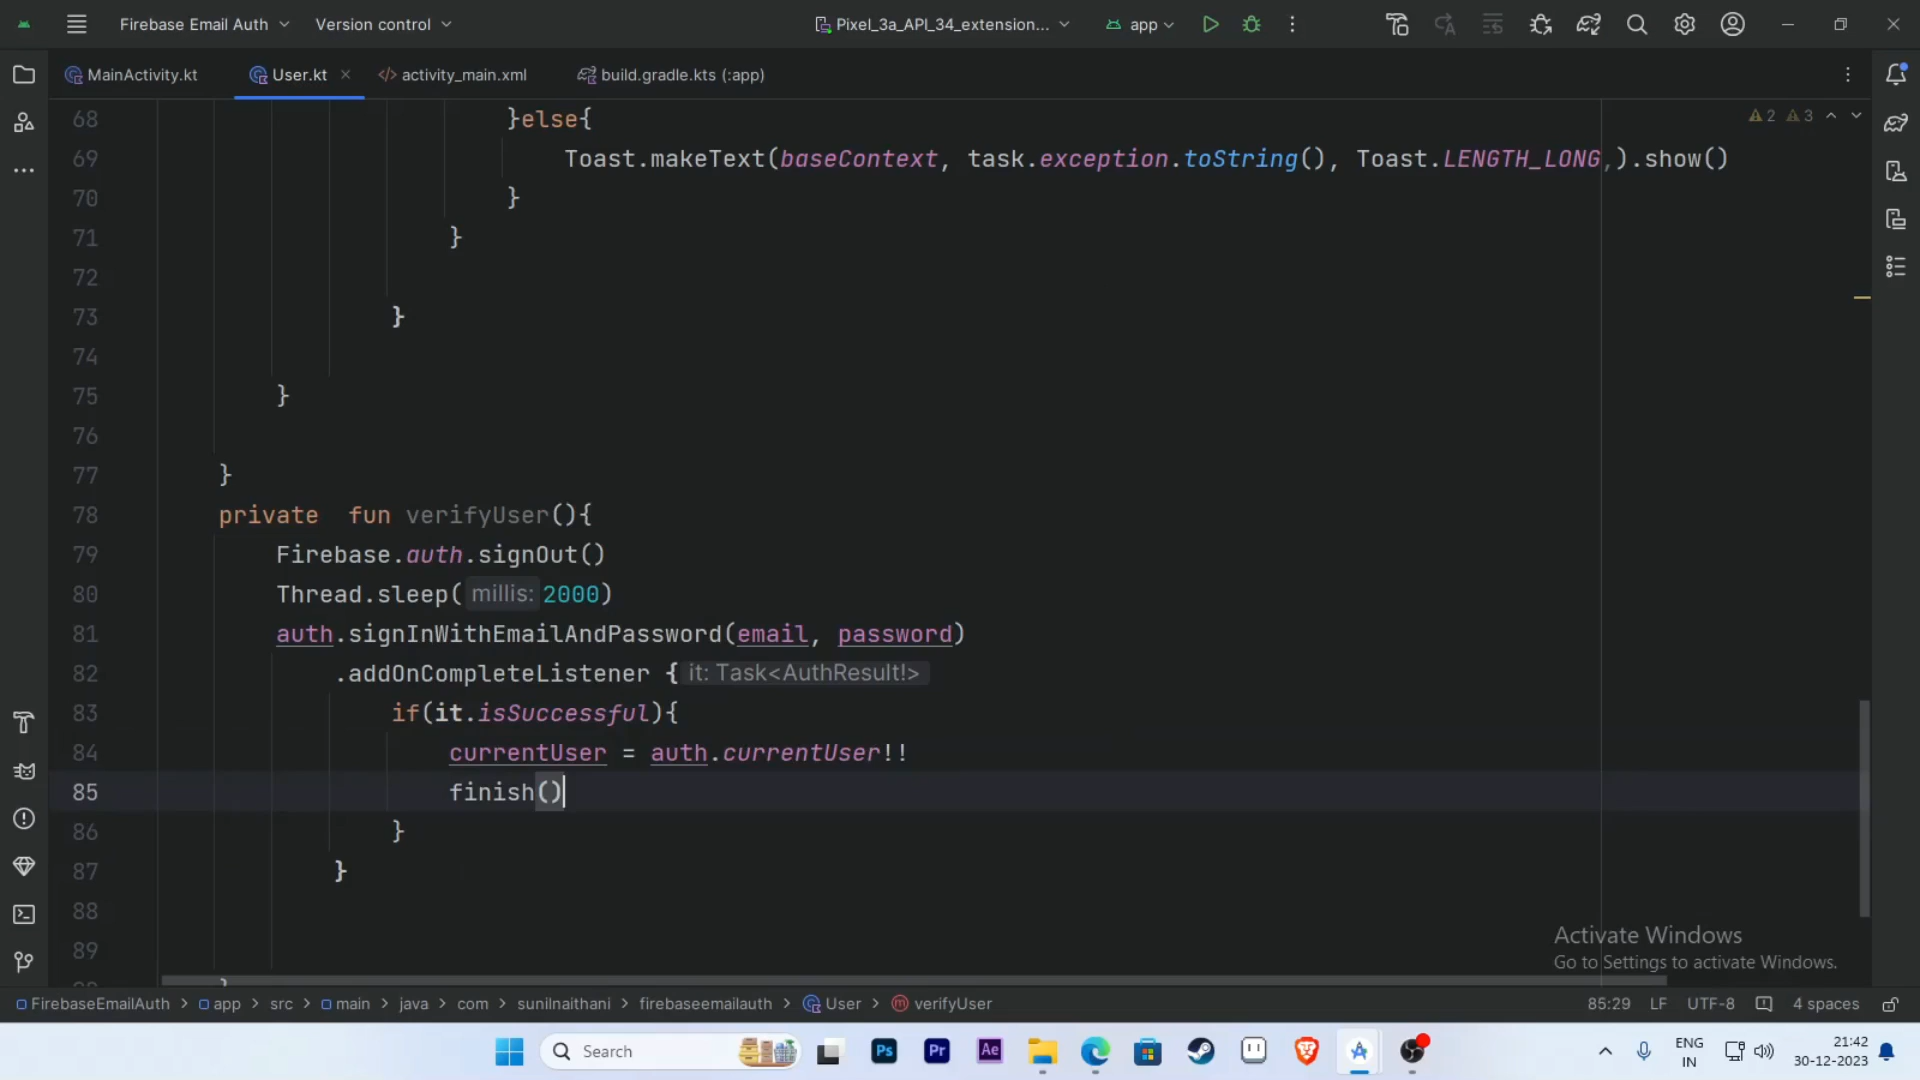 Firebase Email Auth
Version control
Pixel_3a_API_34_extension...
app
MainActivity.kt
User.kt
activity_main.xml
build.gradle.kts (:app)
2 3
68 }else{
69 Toast.makeText(baseContext, task.exception.toString(), Toast.LENGTH_LONG,).show()
70 }
71 }
72
73 }
74
75 }
76
77 }
78 private  fun verifyUser(){
79 Firebase.auth.signOut()
80 Thread.sleep( millis: 2000)
81 auth.signInWithEmailAndPassword(email, password)
82 .addOnCompleteListener { it: Task<AuthResult!>
83 if(it.isSuccessful){
84 currentUser = auth.currentUser!!
85 finish()
86 }
87 }
88
89
Activate Windows
Go to Settings to activate Windows.
FirebaseEmailAuth > app > src > main > java > com > sunilnaithani > firebaseemailauth > User > verifyUser
85:29 LF UTF-8 4 spaces
Search
Ps
Pr
Ae
ENG
IN
21:42
30-12-2023